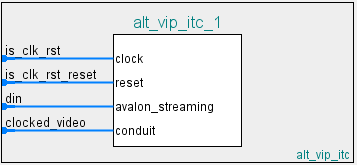 alt_vip_itc_1
is_clk_rst
clock
is_clk_rst_reset
reset
din
avalon_streaming
clocked_video
conduit
alt_vip_itc